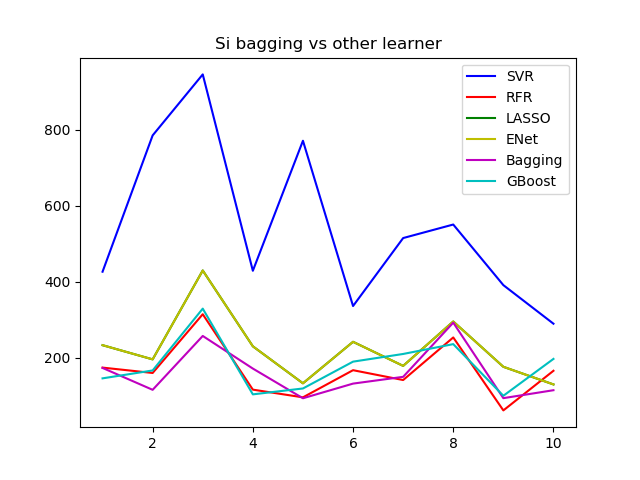 Si bagging vs other learner
SVR
RFR
LASSO
ENet
Bagging
GBoost
800
600
400
200
2
4
6
8
10